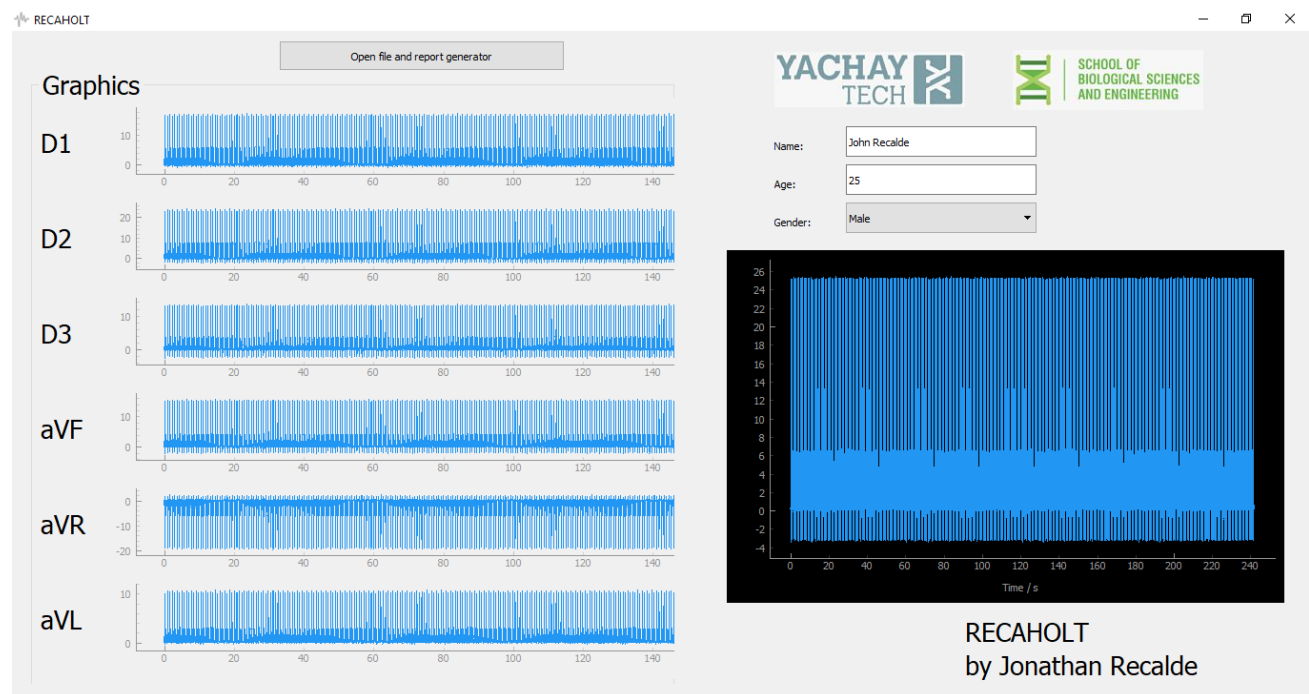 RECAHOLT
Open file and report generator
Graphics
D1
10
0
0 20 40 60 80 100 120 140
D2
20
10
0
0 20 40 60 80 100 120 140
D3
10
0
0 20 40 60 80 100 120 140
aVF
10
0
0 20 40 60 80 100 120 140
aVR
0
-10
-20
0 20 40 60 80 100 120 140
aVL
10
0
0 20 40 60 80 100 120 140
YACHAY
TECH
SCHOOL OF
BIOLOGICAL SCIENCES
AND ENGINEERING
Name: John Recalde
Age: 25
Gender: Male
26
24
22
20
18
16
14
12
10
8
6
4
2
0
-2
-4
0 20 40 60 80 100 120 140 160 180 200 220 240
Time / s
RECAHOLT
by Jonathan Recalde